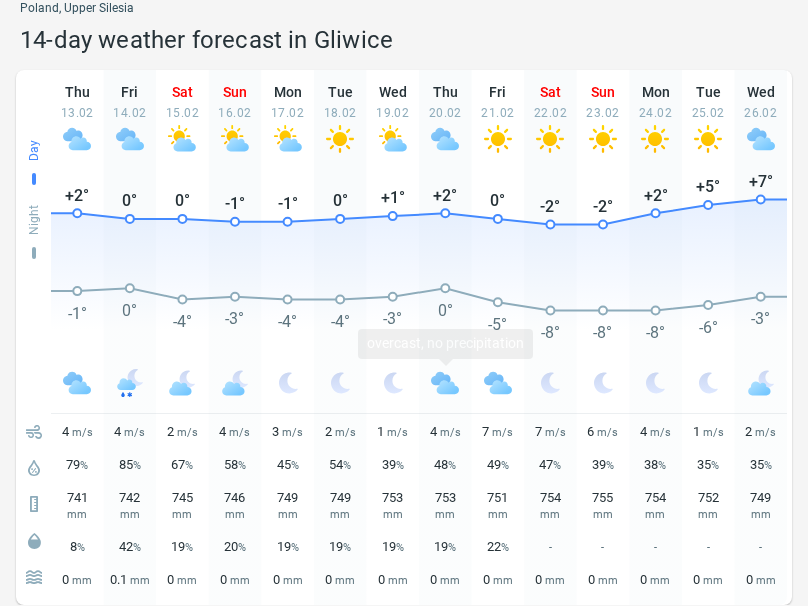 Poland, Upper Silesia
14-day weather forecast in Gliwice
Thu Fri Sat Sun Mon Tue Wed Thu Fri Sat Sun Mon Tue Wed
13.02 14.02 15.02 16.02 17.02 18.02 19.02 20.02 21.02 22.02 23.02 24.02 25.02 26.02
Day
+2° 0° 0° -1° -1° 0° +1° +2° 0° -2° -2° +2° +5° +7°
Night
-1° 0° -4° -3° -4° -4° -3° 0° -5° -8° -8° -8° -6° -3°
overcast, no precipitation
4 m/s 4 m/s 2 m/s 4 m/s 3 m/s 2 m/s 1 m/s 4 m/s 7 m/s 7 m/s 6 m/s 4 m/s 1 m/s 2 m/s
79% 85% 67% 58% 45% 54% 39% 48% 49% 47% 39% 38% 35% 35%
741 742 745 746 749 749 753 753 751 754 755 754 752 749
mm mm mm mm mm mm mm mm mm mm mm mm mm mm
8% 42% 19% 20% 19% 19% 19% 19% 22% - - - - -
0 mm 0.1 mm 0 mm 0 mm 0 mm 0 mm 0 mm 0 mm 0 mm 0 mm 0 mm 0 mm 0 mm 0 mm